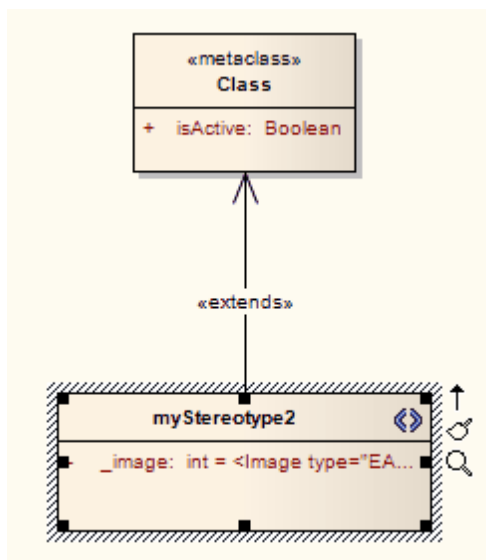 «metaclass»
Class
+ isActive: Boolean
«extends»
myStereotype2
- _image: int = <Image type="EA...